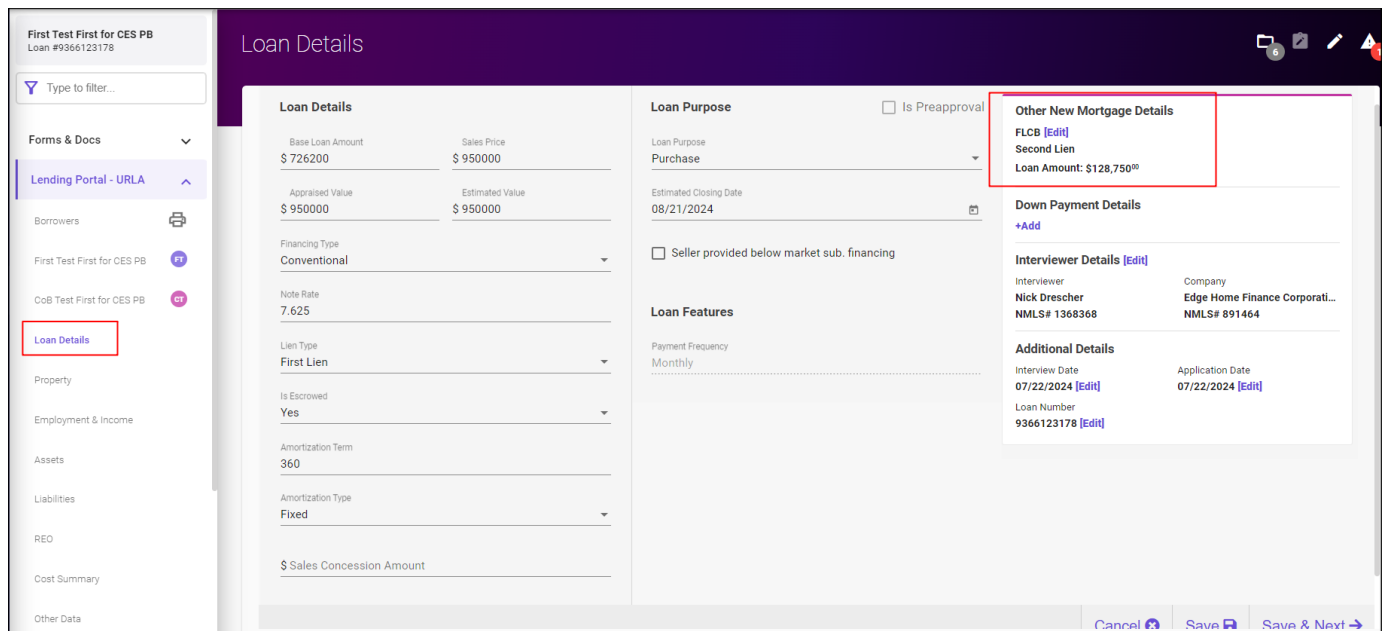 First Test First for CES PB
Loan #9366123178
Type to filter...
Forms & Docs
Lending Portal - URLA
Borrowers
First Test First for CES PB
FT
CoB Test First for CES PB
CT
Loan Details
Property
Employment & Income
Assets
Liabilities
REO
Cost Summary
Other Data
Loan Details
6
1
Loan Details
Base Loan Amount
$ 726200
Sales Price
$ 950000
Appraised Value
$ 950000
Estimated Value
$ 950000
Financing Type
Conventional
Note Rate
7.625
Lien Type
First Lien
Is Escrowed
Yes
Amortization Term
360
Amortization Type
Fixed
$ Sales Concession Amount
Loan Purpose
Is Preapproval
Loan Purpose
Purchase
Estimated Closing Date
08/21/2024
Seller provided below market sub. financing
Loan Features
Payment Frequency
Monthly
Other New Mortgage Details
FLCB [Edit]
Second Lien
Loan Amount: $128,750⁰⁰
Down Payment Details
+Add
Interviewer Details [Edit]
Interviewer
Nick Drescher
NMLS# 1368368
Company
Edge Home Finance Corporati...
NMLS# 891464
Additional Details
Interview Date
07/22/2024 [Edit]
Application Date
07/22/2024 [Edit]
Loan Number
9366123178 [Edit]
Cancel
Save
Save & Next